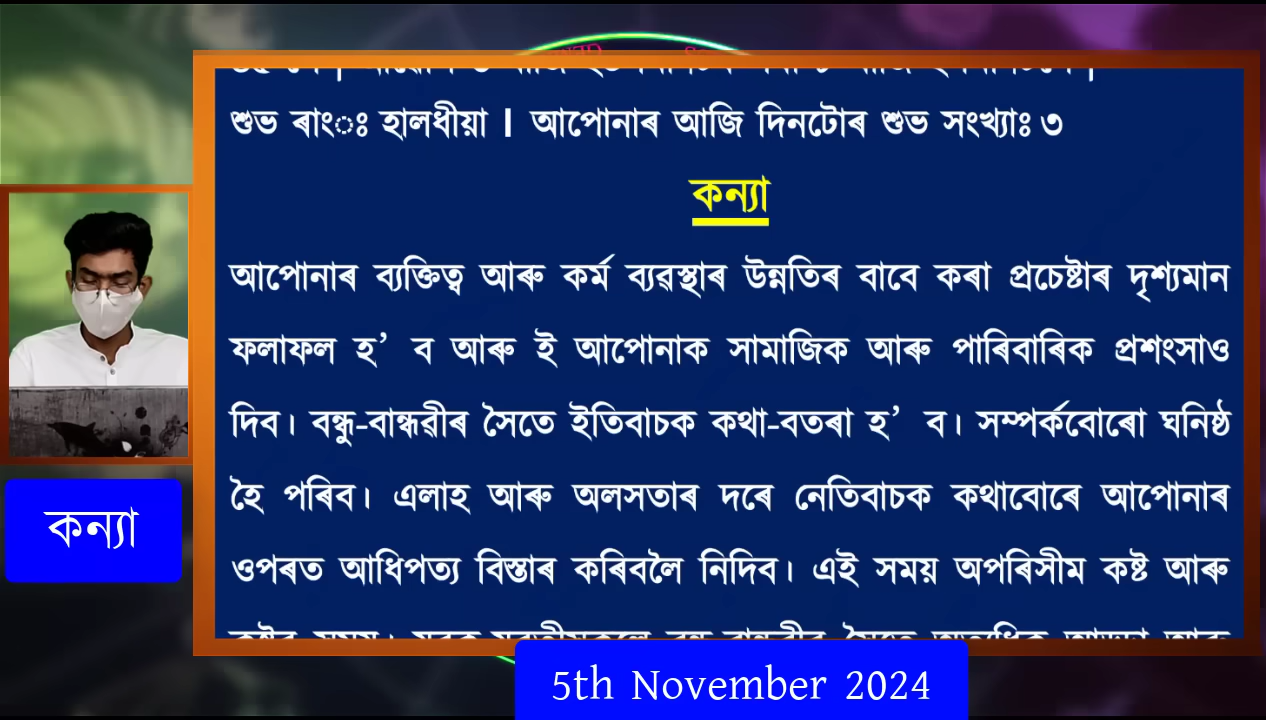 শুভ ৰাংঃ হালধীয়া । আপোনাৰ আজি দিনটোৰ শুভ সংখ্যাঃ ৩
কন্যা
আপোনাৰ ব্যক্তিত্ব আৰু কৰ্ম ব্যৱস্থাৰ উন্নতিৰ বাবে কৰা প্ৰচেষ্টাৰ দৃশ্যমান
ফলাফল হ’ ব আৰু ই আপোনাক সামাজিক আৰু পাৰিবাৰিক প্ৰশংসাও
দিব। বন্ধু-বান্ধৱীৰ সৈতে ইতিবাচক কথা-বতৰা হ’ ব। সম্পৰ্কবোৰো ঘনিষ্ঠ
হৈ পৰিব। এলাহ আৰু অলসতাৰ দৰে নেতিবাচক কথাবোৰে আপোনাৰ
ওপৰত আধিপত্য বিস্তাৰ কৰিবলৈ নিদিব। এই সময় অপৰিসীম কষ্ট আৰু
কন্যা
5th November 2024